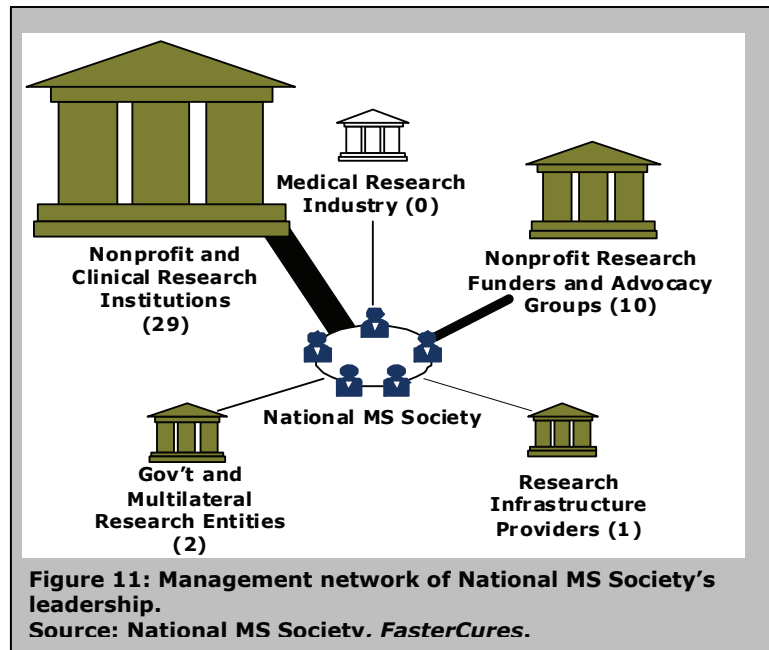 Medical Research
Industry (0)
Nonprofit and
Clinical Research
Institutions
(29)
Nonprofit Research
Funders and Advocacy
Groups (10)
National MS Society
Gov't and
Multilateral
Research Entities
(2)
Research
Infrastructure
Providers (1)
Figure 11: Management network of National MS Society's
leadership.
Source: National MS Society, FasterCures.